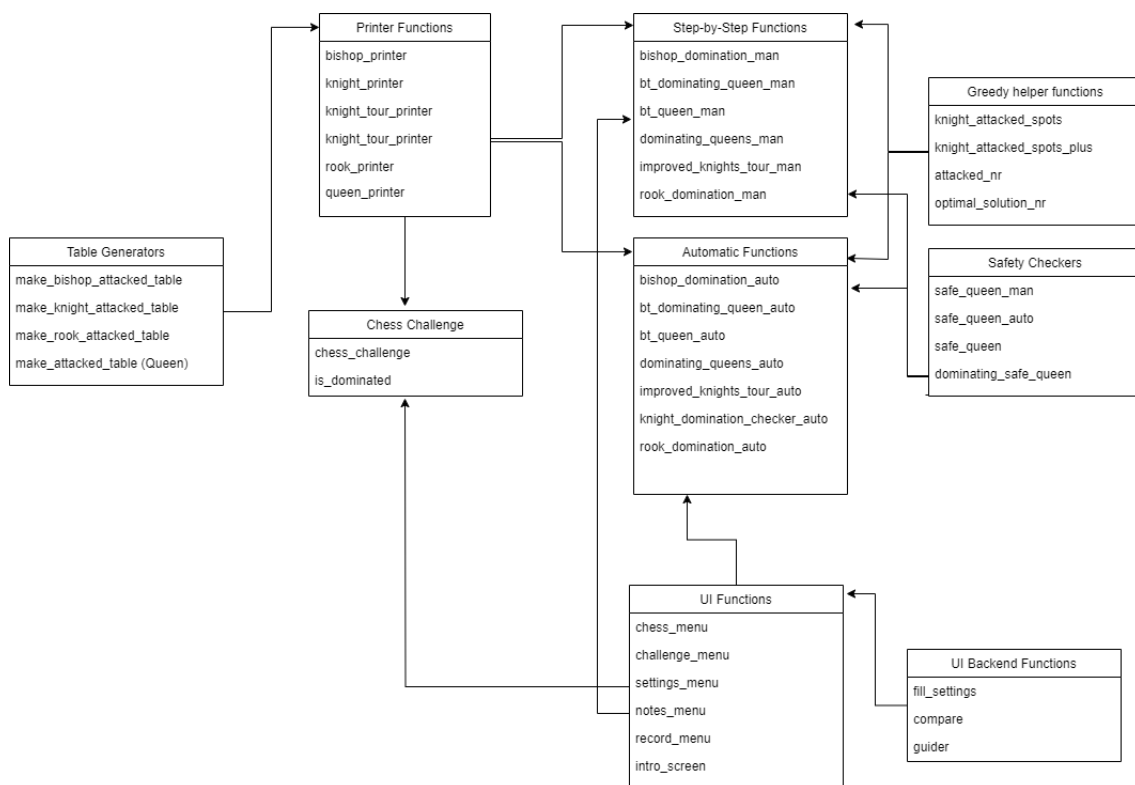 Printer Functions
bishop_printer
knight_printer
knight_tour_printer
knight_tour_printer
rook_printer
queen_printer
Step-by-Step Functions
bishop_domination_man
bt_dominating_queen_man
bt_queen_man
dominating_queens_man
improved_knights_tour_man
rook_domination_man
Greedy helper functions
knight_attacked_spots
knight_attacked_spots_plus
attacked_nr
optimal_solution_nr
Table Generators
make_bishop_attacked_table
make_knight_attacked_table
make_rook_attacked_table
make_attacked_table (Queen)
Automatic Functions
bishop_domination_auto
bt_dominating_queen_auto
bt_queen_auto
dominating_queens_auto
improved_knights_tour_auto
knight_domination_checker_auto
rook_domination_auto
Safety Checkers
safe_queen_man
safe_queen_auto
safe_queen
dominating_safe_queen
Chess Challenge
chess_challenge
is_dominated
UI Functions
chess_menu
challenge_menu
settings_menu
notes_menu
record_menu
intro_screen
UI Backend Functions
fill_settings
compare
guider